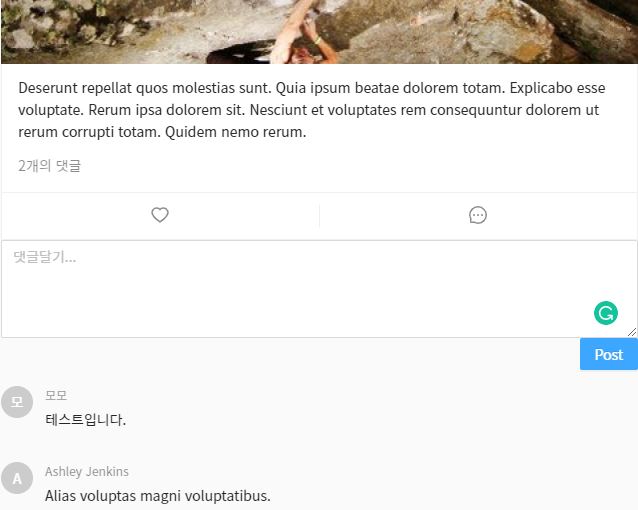 Deserunt repellat quos molestias sunt. Quia ipsum beatae dolorem totam. Explicabo esse
voluptate. Rerum ipsa dolorem sit. Nesciunt et voluptates rem consequuntur dolorem ut
rerum corrupti totam. Quidem nemo rerum.
2개의 댓글
댓글달기...
Post
모
모모
테스트입니다.
A
Ashley Jenkins
Alias voluptas magni voluptatibus.